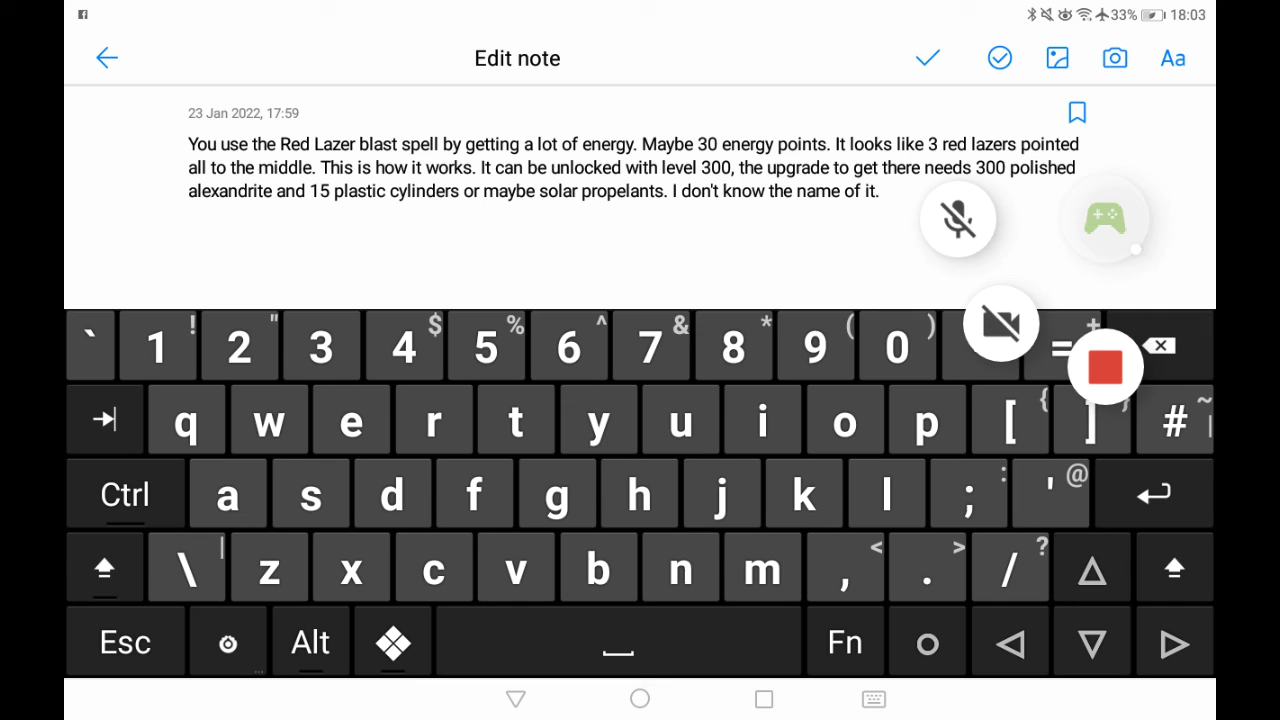 33% 18:03
Edit note
Aa
23 Jan 2022, 17:59
You use the Red Lazer blast spell by getting a lot of energy. Maybe 30 energy points. It looks like 3 red lazers pointed
all to the middle. This is how it works. It can be unlocked with level 300, the upgrade to get there needs 300 polished
alexandrite and 15 plastic cylinders or maybe solar propelants. I don't know the name of it.
` 1 ! 2 " 3 4 $ 5 % 6 ^ 7 & 8 * 9 ( 0 ) = +
q w e r t y u i o p [ { ] } # ~ |
Ctrl a s d f g h j k l ; : ' @
\ | z x c v b n m , < . > / ?
Esc Alt Fn